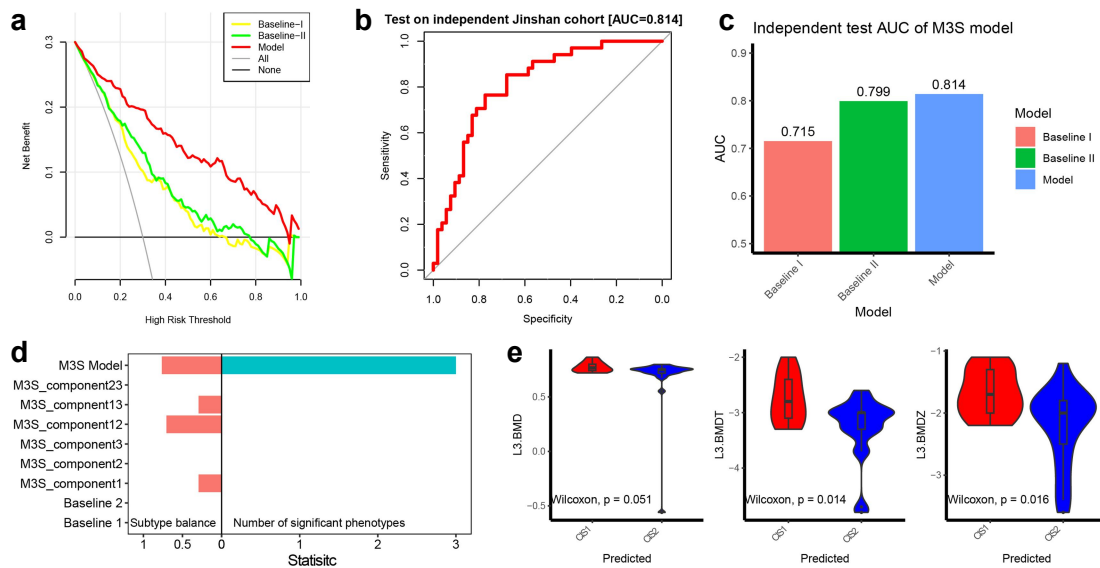 a
Baseline-I
Baseline-II
Model
All
None
0.3
0.2
0.1
0.0
Net Benefit
0.0
0.2
0.4
0.6
0.8
1.0
High Risk Threshold
b
Test on independent Jinshan cohort [AUC=0.814]
1.0
0.8
0.6
0.4
0.2
0.0
Sensitivity
1.0
0.8
0.6
0.4
0.2
0.0
Specificity
c
Independent test AUC of M3S model
0.9
0.8
0.7
0.6
0.5
AUC
0.715
0.799
0.814
Baseline I
Baseline II
Model
Model
Model
Baseline I
Baseline II
Model
d
M3S Model
M3S_component23
M3S_compnent13
M3S_component12
M3S_component3
M3S_component2
M3S_component1
Baseline 2
Baseline 1
Subtype balance
Number of significant phenotypes
1
0.5
0
1
2
3
Statisitc
e
L3.BMD
0.5
0.0
−0.5
Wilcoxon, p = 0.051
CIS1
CIS2
Predicted
L3.BMDT
−2
−3
−4
Wilcoxon, p = 0.014
CIS1
CIS2
Predicted
L3.BMDZ
−1
−2
−3
Wilcoxon, p = 0.016
CIS1
CIS2
Predicted